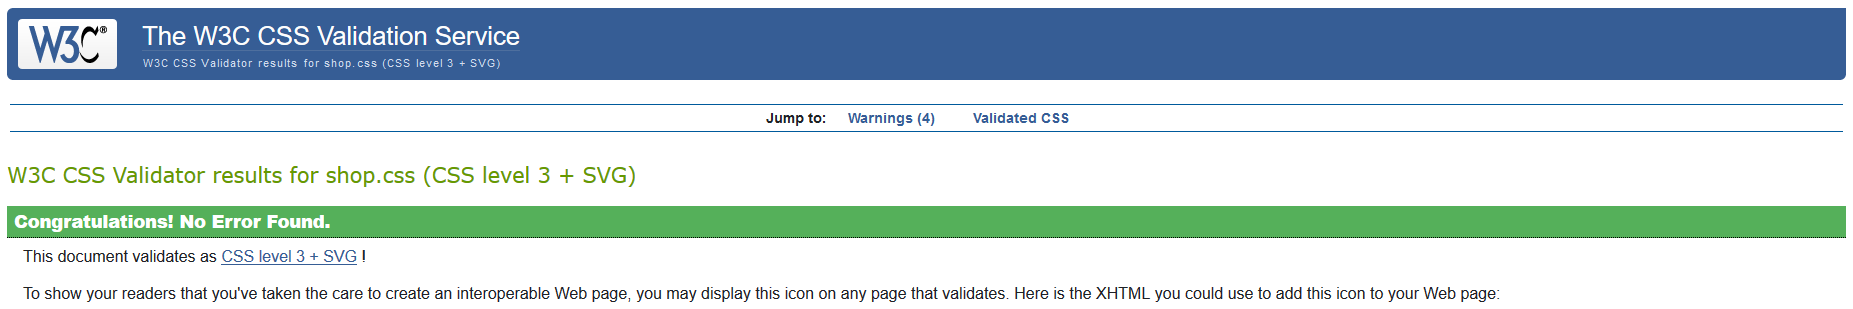 W3C®
The W3C CSS Validation Service
W3C CSS Validator results for shop.css (CSS level 3 + SVG)
Jump to: Warnings (4) Validated CSS
W3C CSS Validator results for shop.css (CSS level 3 + SVG)
Congratulations! No Error Found.
This document validates as CSS level 3 + SVG !
To show your readers that you've taken the care to create an interoperable Web page, you may display this icon on any page that validates. Here is the XHTML you could use to add this icon to your Web page: